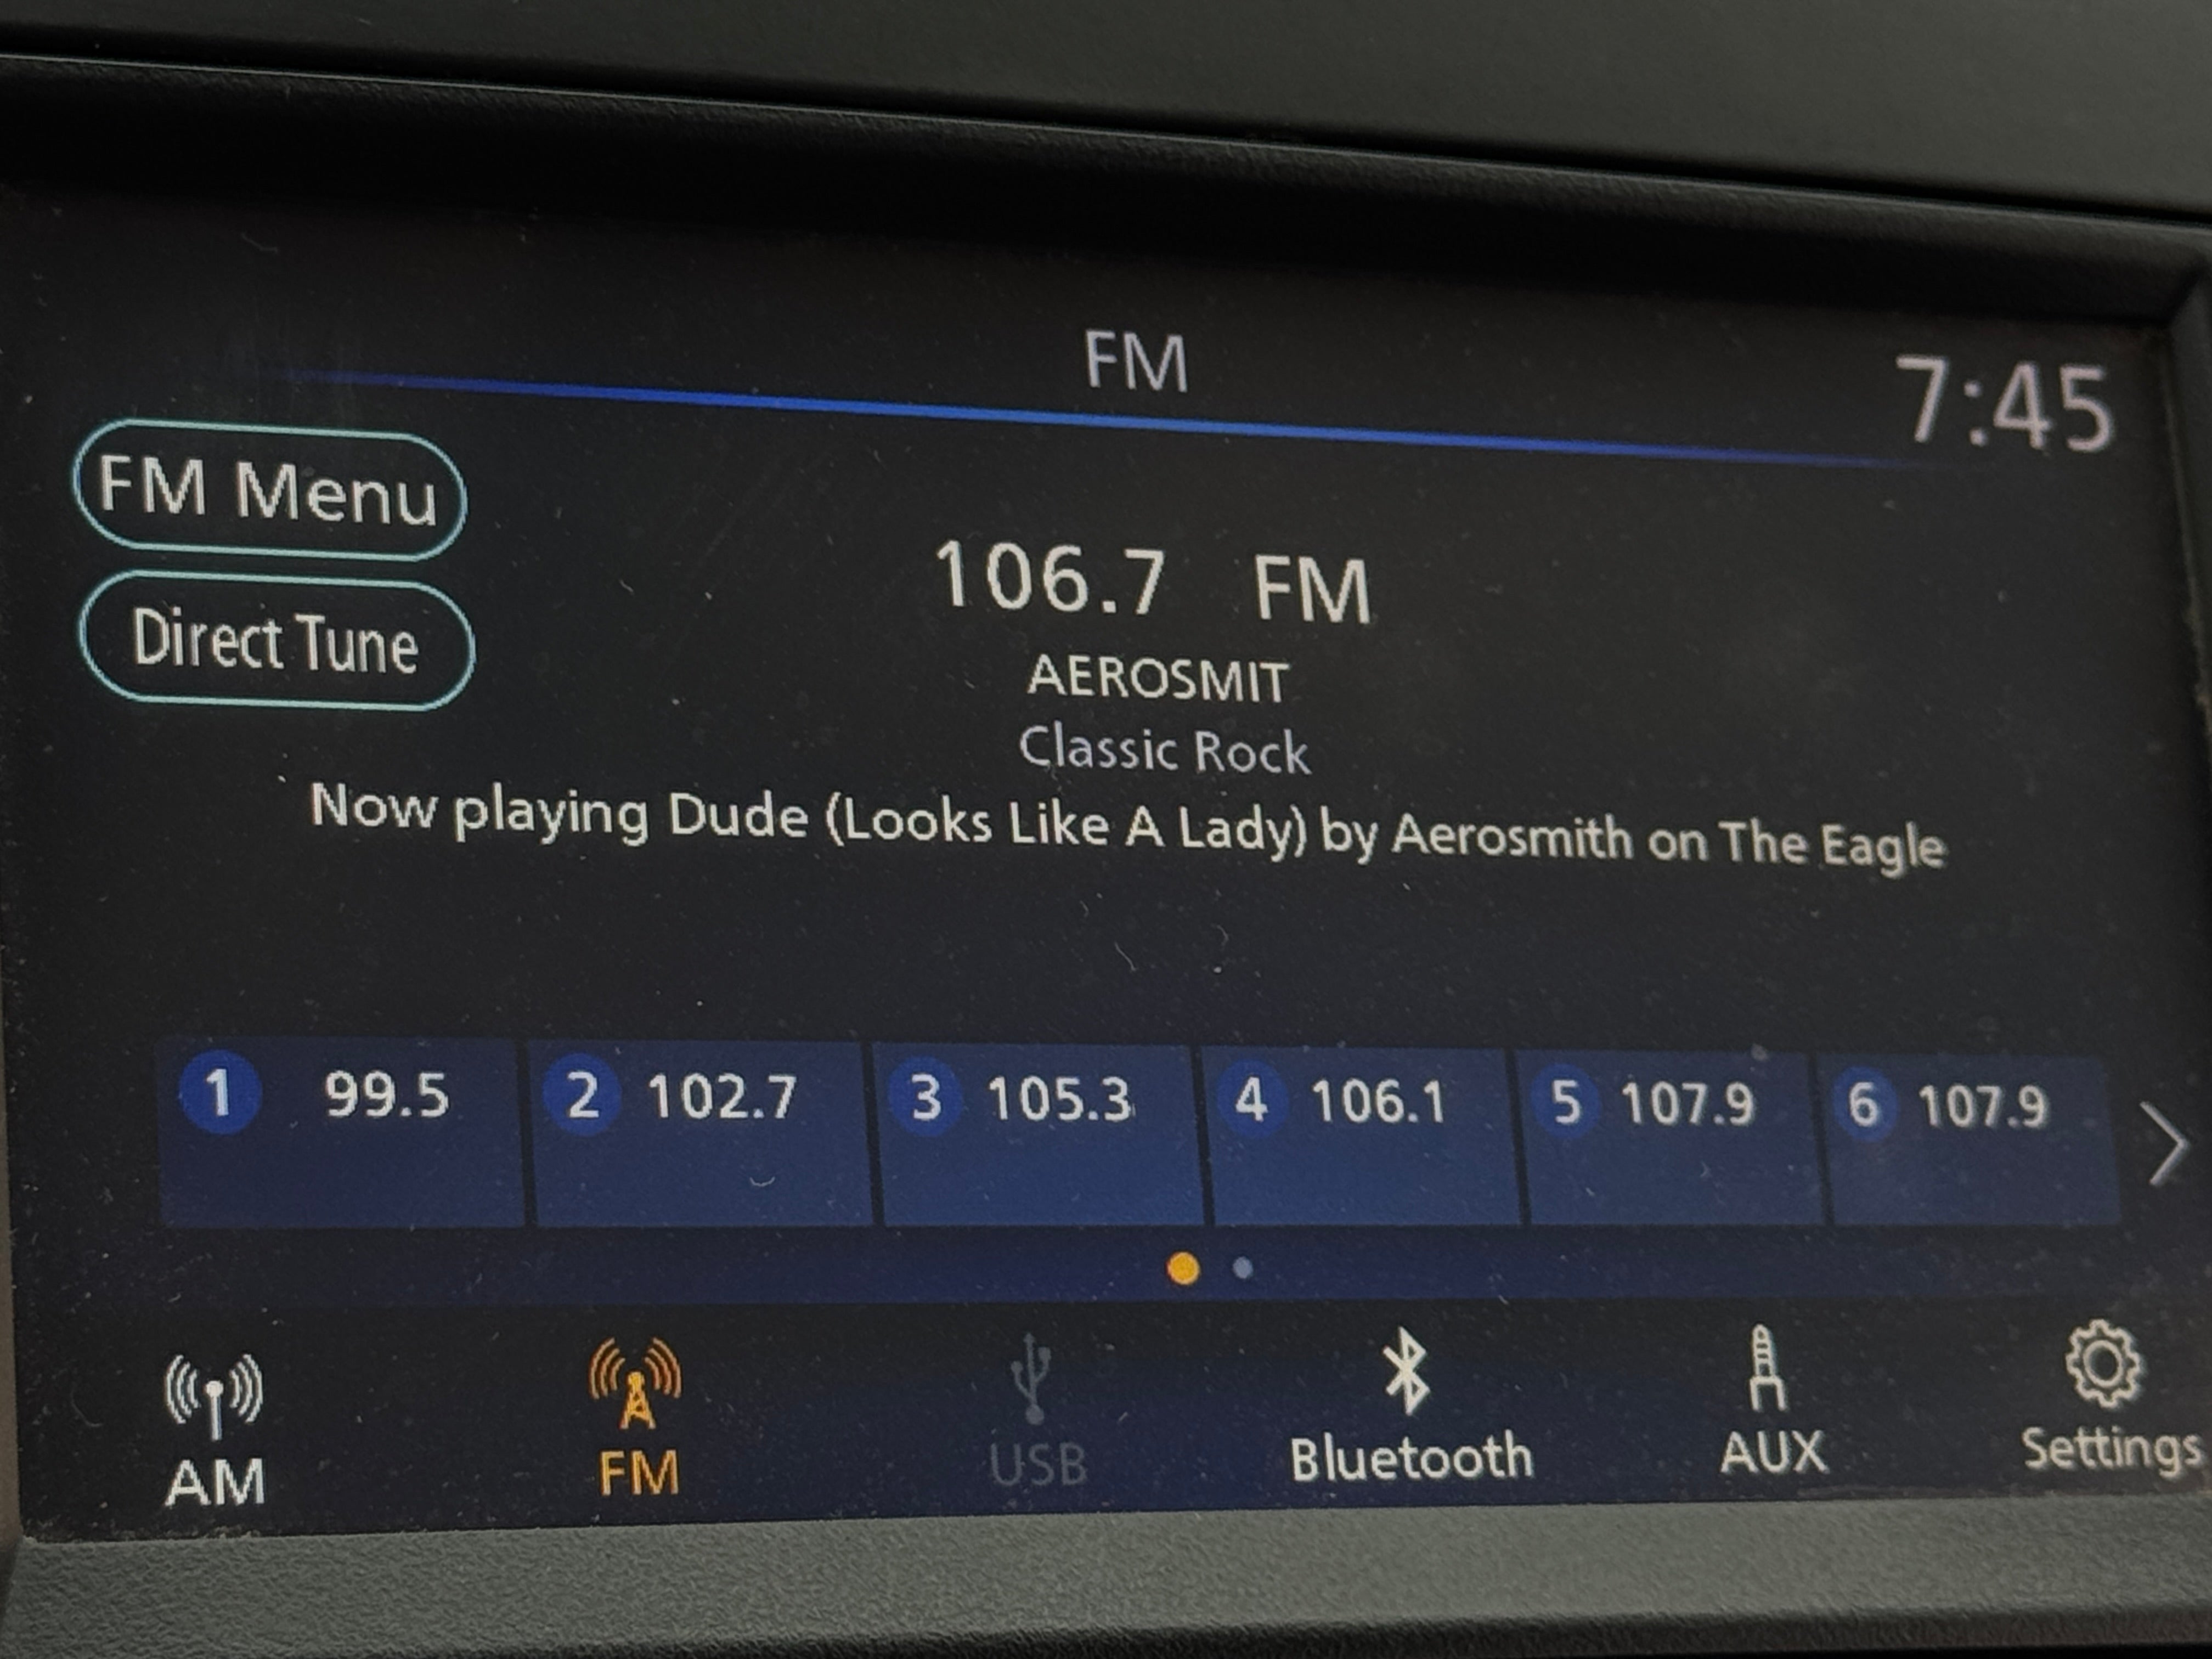 FM
7:45
FM Menu
Direct Tune
106.7 FM
AEROSMIT
Classic Rock
Now playing Dude (Looks Like A Lady) by Aerosmith on The Eagle
1 99.5 2 102.7 3 105.3 4 106.1 5 107.9 6 107.9
AM FM USB Bluetooth AUX Settings